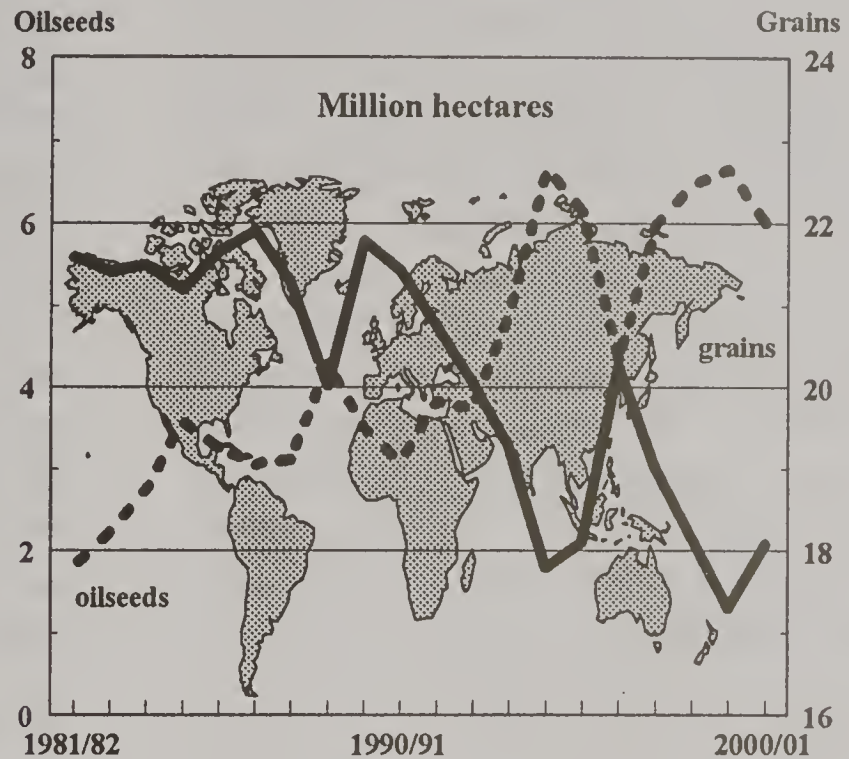 Oilseeds Grains
8 24
Million hectares
6 22
grains
4 20
2 18
oilseeds
0 16
1981/82 1990/91 2000/01